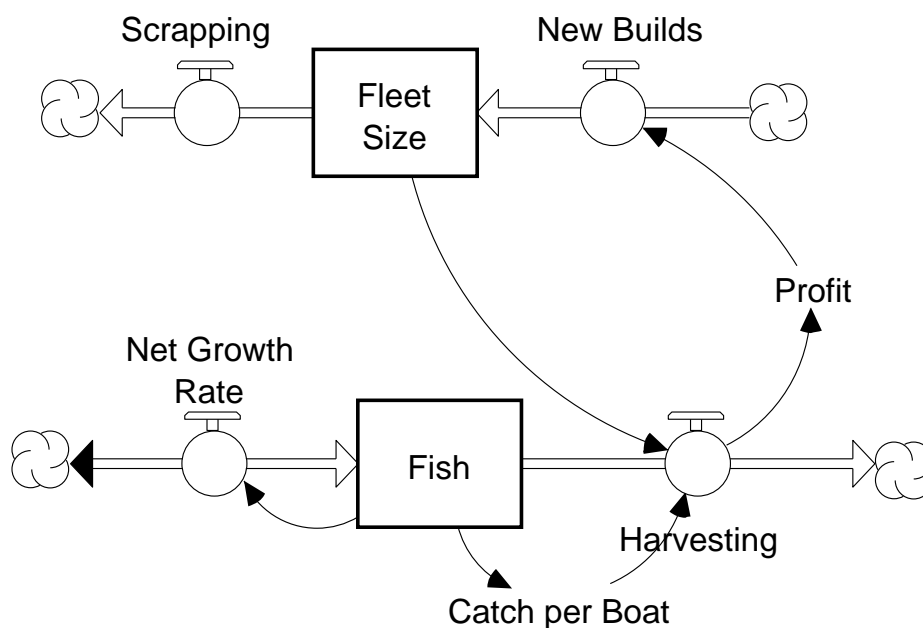 Scrapping
New Builds
Fleet
Size
Profit
Net Growth
Rate
Fish
Harvesting
Catch per Boat